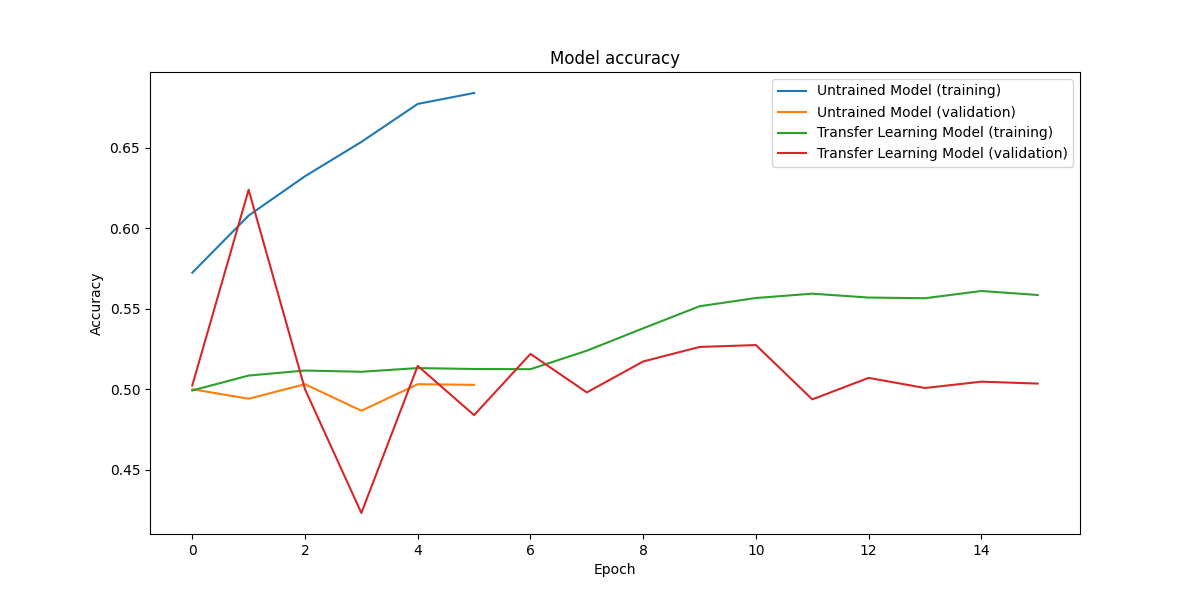 Model accuracy
Untrained Model (training)
Untrained Model (validation)
Transfer Learning Model (training)
Transfer Learning Model (validation)
0.65
0.60
0.55
0.50
0.45
Accuracy
0 2 4 6 8 10 12 14
Epoch